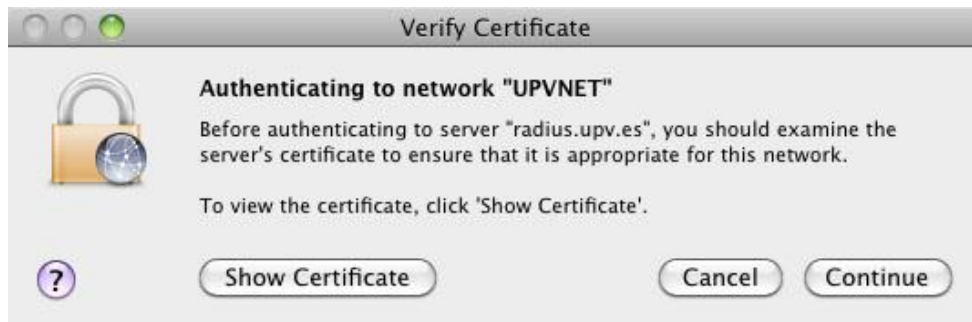 Verify Certificate
Authenticating to network "UPVNET"
Before authenticating to server "radius.upv.es", you should examine the
server's certificate to ensure that it is appropriate for this network.
To view the certificate, click 'Show Certificate'.
?
Show Certificate
Cancel
Continue